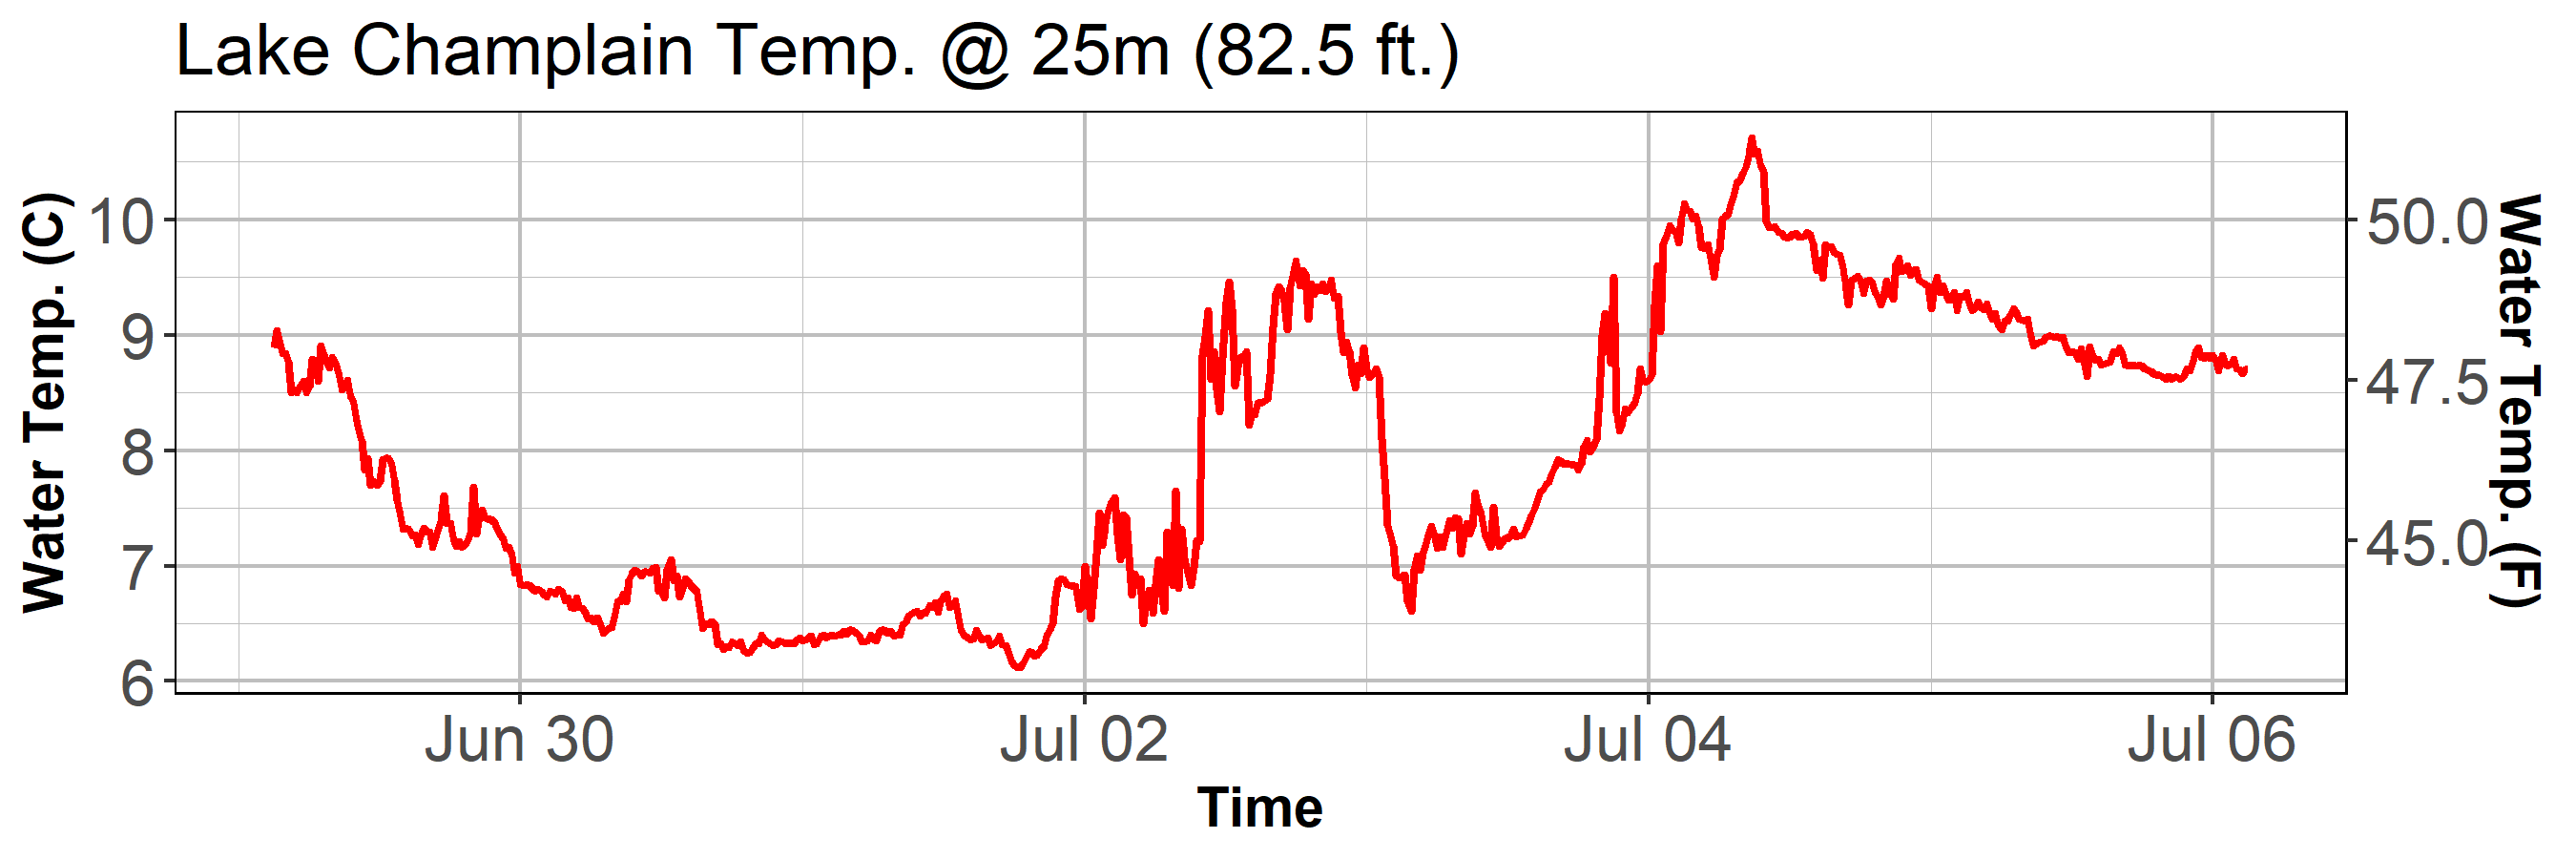 Lake Champlain Temp. @ 25m (82.5 ft.)
Water Temp. (C)
10
9
8
7
6
50.0
47.5
45.0
Water Temp. (F)
Jun 30
Jul 02
Jul 04
Jul 06
Time